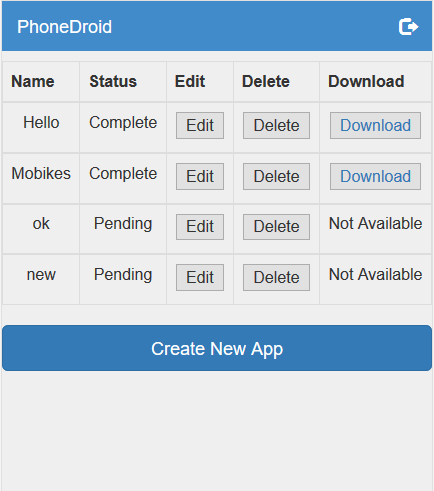 PhoneDroid
Name Status Edit Delete Download
Hello Complete Edit Delete Download
Mobikes Complete Edit Delete Download
ok Pending Edit Delete Not Available
new Pending Edit Delete Not Available
Create New App